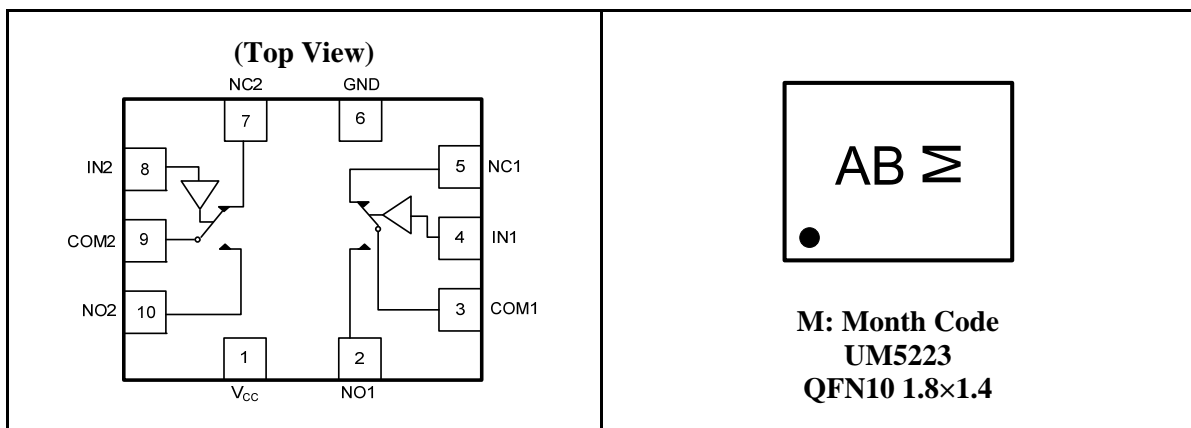 (Top View)
NC2 GND
7 6
IN2 8 5 NC1
COM2 9 4 IN1
NO2 10 3 COM1
1 2
VCC NO1
AB M
M: Month Code
UM5223
QFN10 1.8×1.4